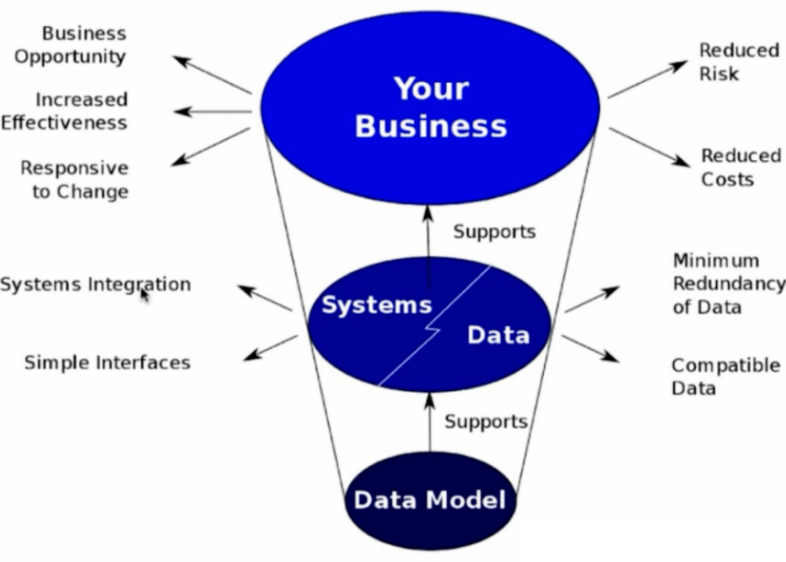 Business
Opportunity
Increased
Effectiveness
Responsive
to Change
Your
Business
Reduced
Risk
Reduced
Costs
Supports
Systems Integration
Simple Interfaces
Systems
Data
Minimum
Redundancy
of Data
Compatible
Data
Supports
Data Model